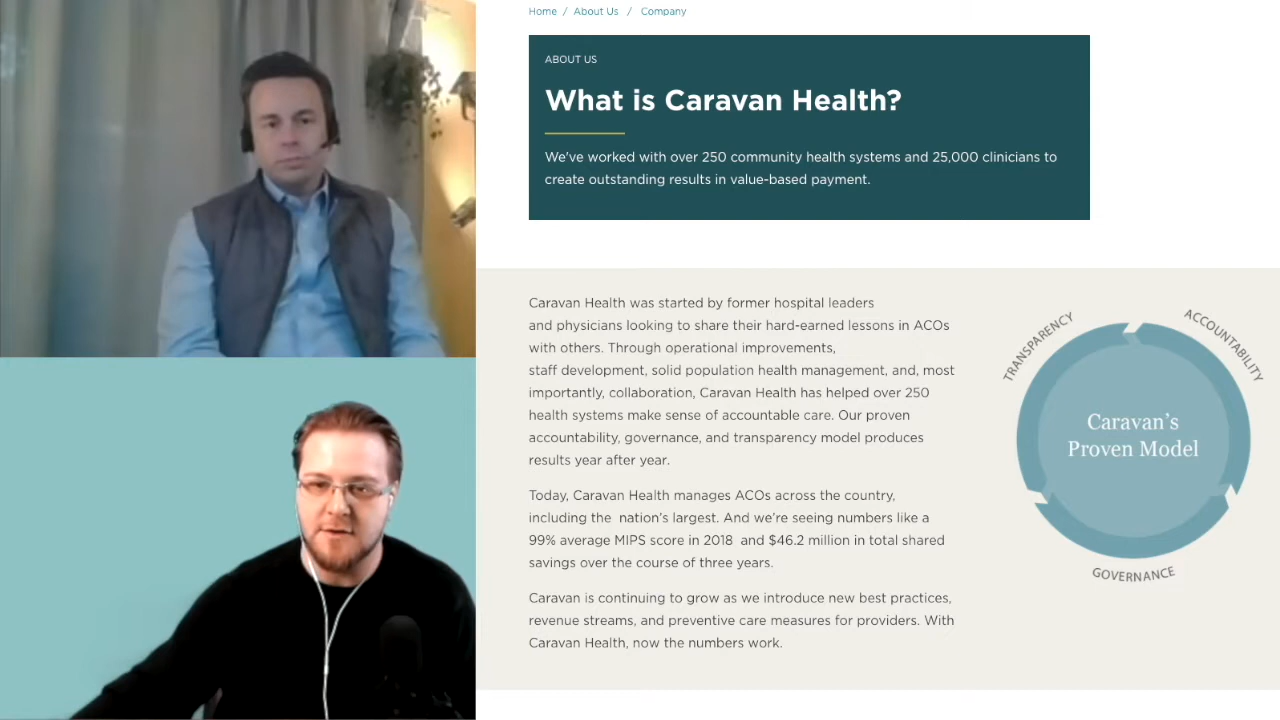 Home / About Us / Company
ABOUT US
What is Caravan Health?
We've worked with over 250 community health systems and 25,000 clinicians to
create outstanding results in value-based payment.
Caravan Health was started by former hospital leaders
and physicians looking to share their hard-earned lessons in ACOs
with others. Through operational improvements,
staff development, solid population health management, and, most
importantly, collaboration, Caravan Health has helped over 250
health systems make sense of accountable care. Our proven
accountability, governance, and transparency model produces
results year after year.
Today, Caravan Health manages ACOs across the country,
including the nation's largest. And we're seeing numbers like a
99% average MIPS score in 2018 and $46.2 million in total shared
savings over the course of three years.
Caravan is continuing to grow as we introduce new best practices,
revenue streams, and preventive care measures for providers. With
Caravan Health, now the numbers work.
TRANSPARENCY
ACCOUNTABILITY
Caravan's
Proven Model
GOVERNANCE